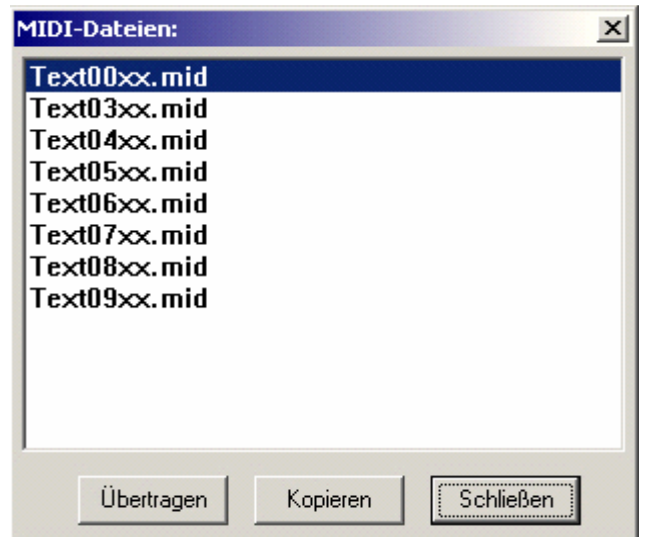 MIDI-Dateien:
Text00xx.mid
Text03xx.mid
Text04xx.mid
Text05xx.mid
Text06xx.mid
Text07xx.mid
Text08xx.mid
Text09xx.mid
Übertragen Kopieren Schließen